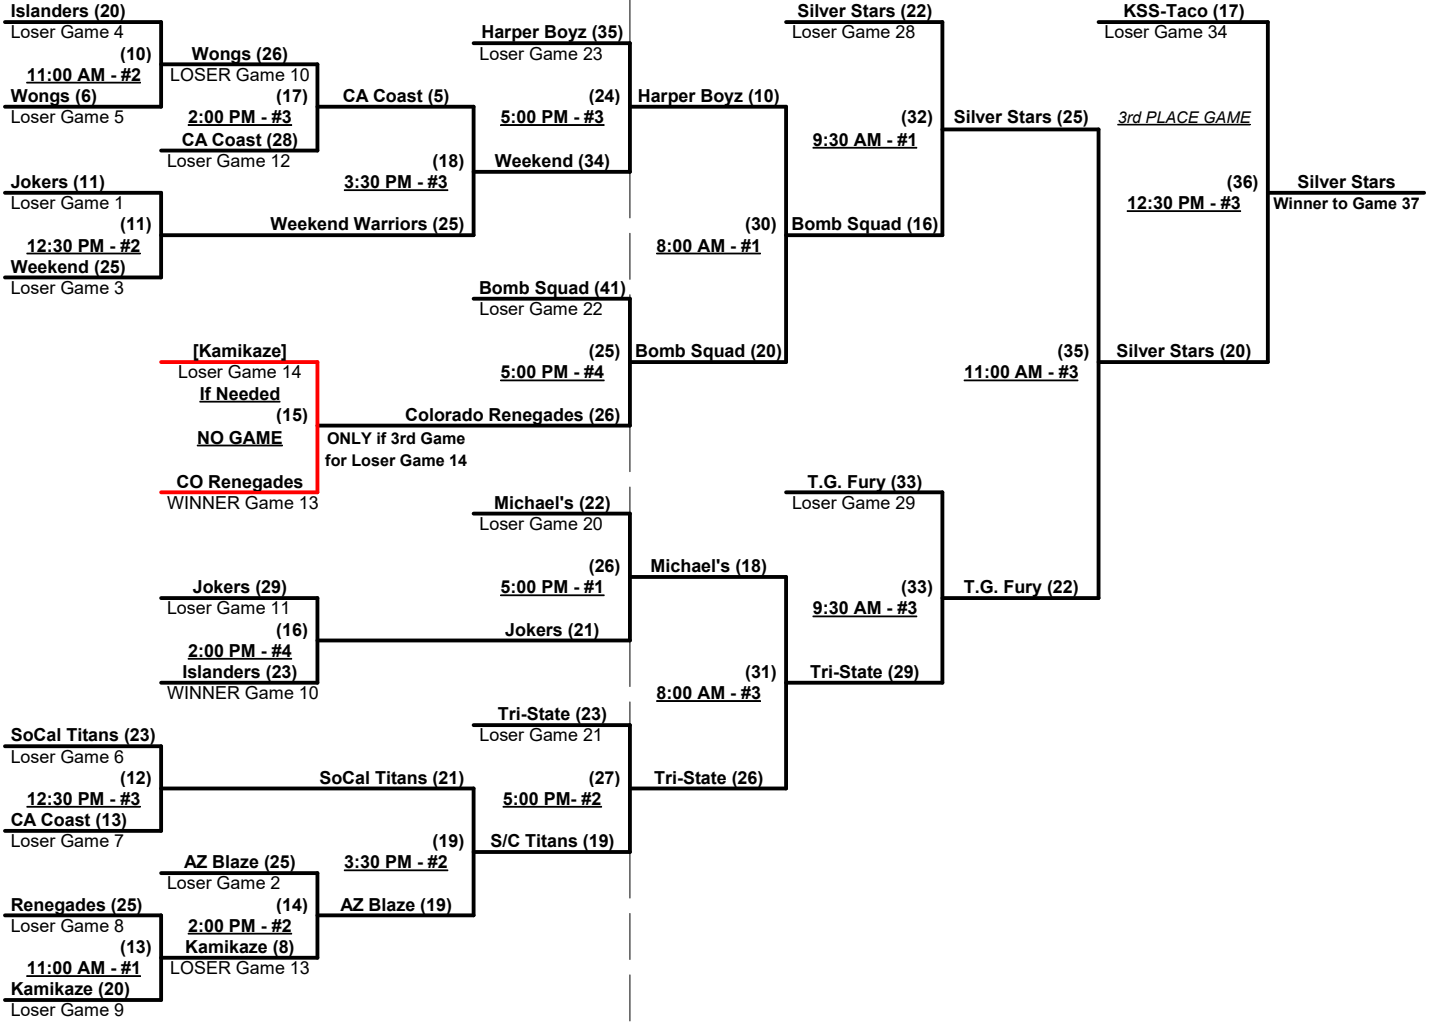 Islanders (20)
Loser Game 4
(10)
11:00 AM - #2
Wongs (6)
Loser Game 5
Wongs (26)
LOSER Game 10
(17)
2:00 PM - #3
CA Coast (28)
Loser Game 12
Jokers (11)
Loser Game 1
(11)
12:30 PM - #2
Weekend (25)
Loser Game 3
CA Coast (5)
(18)
3:30 PM - #3
Weekend Warriors (25)
Harper Boyz (35)
Loser Game 23
(24)
5:00 PM - #3
Weekend (34)
Harper Boyz (10)
(30)
8:00 AM - #1
Bomb Squad (41)
Loser Game 22
(25)
5:00 PM - #4
Bomb Squad (20)
[Kamikaze]
Loser Game 14
If Needed
(15)
NO GAME
CO Renegades
WINNER Game 13
Colorado Renegades (26)
ONLY if 3rd Game
for Loser Game 14
Silver Stars (22)
Loser Game 28
(32)
9:30 AM - #1
Bomb Squad (16)
Silver Stars (25)
KSS-Taco (17)
Loser Game 34
3rd PLACE GAME
(36)
12:30 PM - #3
Silver Stars
Winner to Game 37
(35)
11:00 AM - #3
Silver Stars (20)
Michael's (22)
Loser Game 20
(26)
5:00 PM - #1
Michael's (18)
Jokers (29)
Loser Game 11
(16)
2:00 PM - #4
Islanders (23)
WINNER Game 10
Jokers (21)
T.G. Fury (33)
Loser Game 29
(33)
9:30 AM - #3
T.G. Fury (22)
(31)
8:00 AM - #3
Tri-State (29)
SoCal Titans (23)
Loser Game 6
(12)
12:30 PM - #3
CA Coast (13)
Loser Game 7
SoCal Titans (21)
Tri-State (23)
Loser Game 21
(27)
5:00 PM- #2
Tri-State (26)
(19)
3:30 PM - #2
S/C Titans (19)
AZ Blaze (25)
Loser Game 2
(14)
2:00 PM - #2
Kamikaze (8)
LOSER Game 13
AZ Blaze (19)
Renegades (25)
Loser Game 8
(13)
11:00 AM - #1
Kamikaze (20)
Loser Game 9